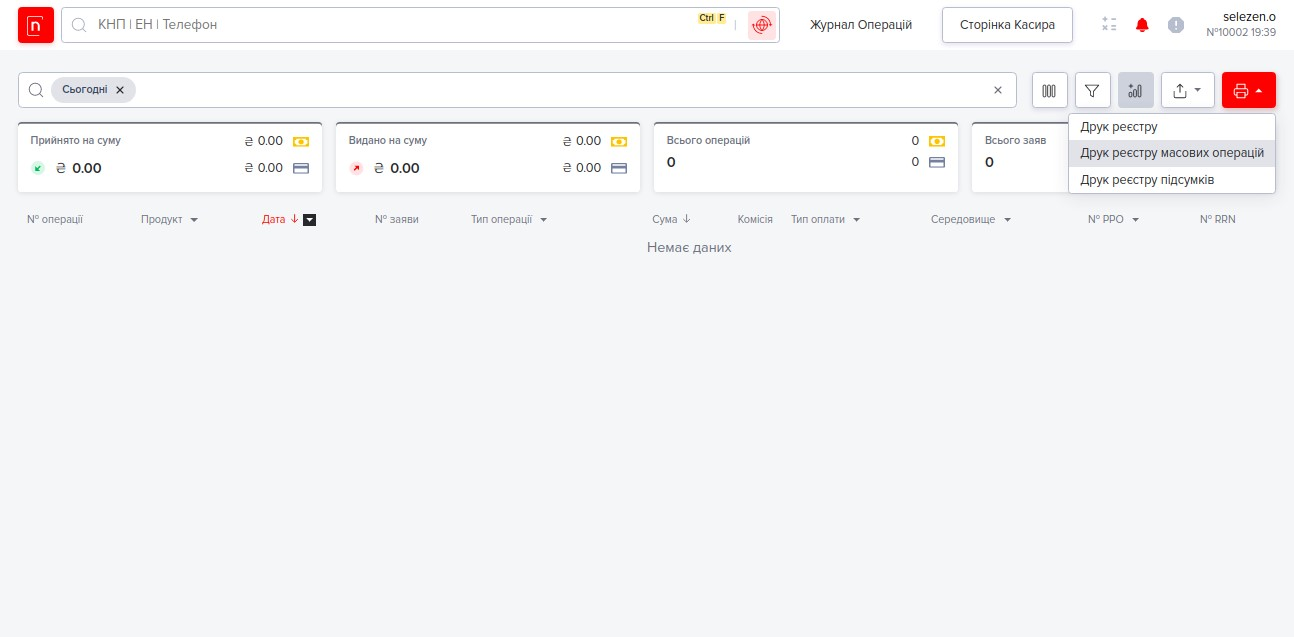 n
КНП | ЕН | Телефон
Ctrl F
Журнал Операцій
Сторінка Касира
selezen.o
№10002 19:39
Сьогодні
Друк реєстру
Друк реєстру масових операцій
Друк реєстру підсумків
Прийнято на суму
₴ 0.00
₴ 0.00
₴ 0.00
Видано на суму
₴ 0.00
₴ 0.00
₴ 0.00
Всього операцій
0
0
0
Всього заяв
0
№ операції Продукт Дата № заяви Тип операції Сума Комісія Тип оплати Середовище № РРО № RRN
Немає даних